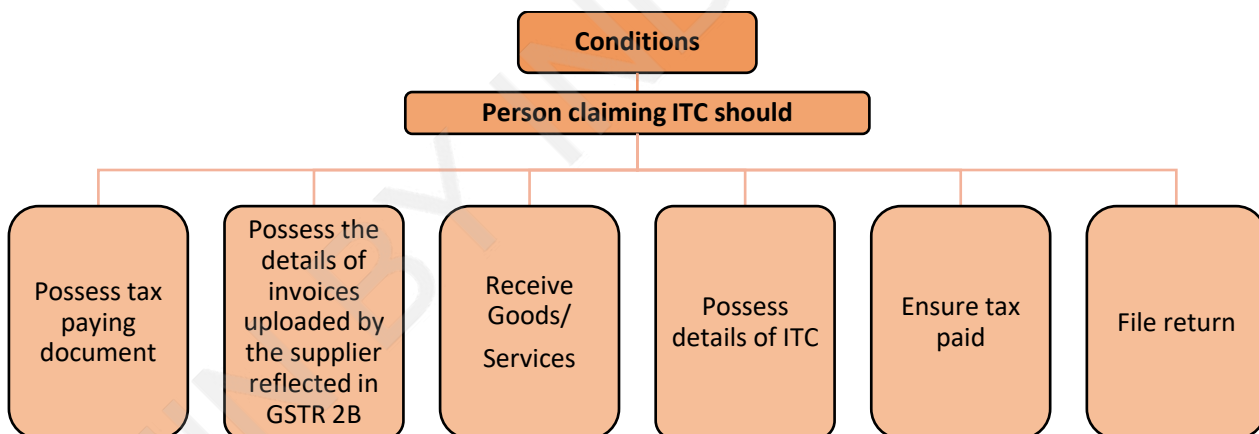 Conditions
Person claiming ITC should
Possess tax
paying
document
Possess the
details of
invoices
uploaded by
the supplier
reflected in
GSTR 2B
Receive
Goods/
Services
Possess
details of ITC
Ensure tax
paid
File return